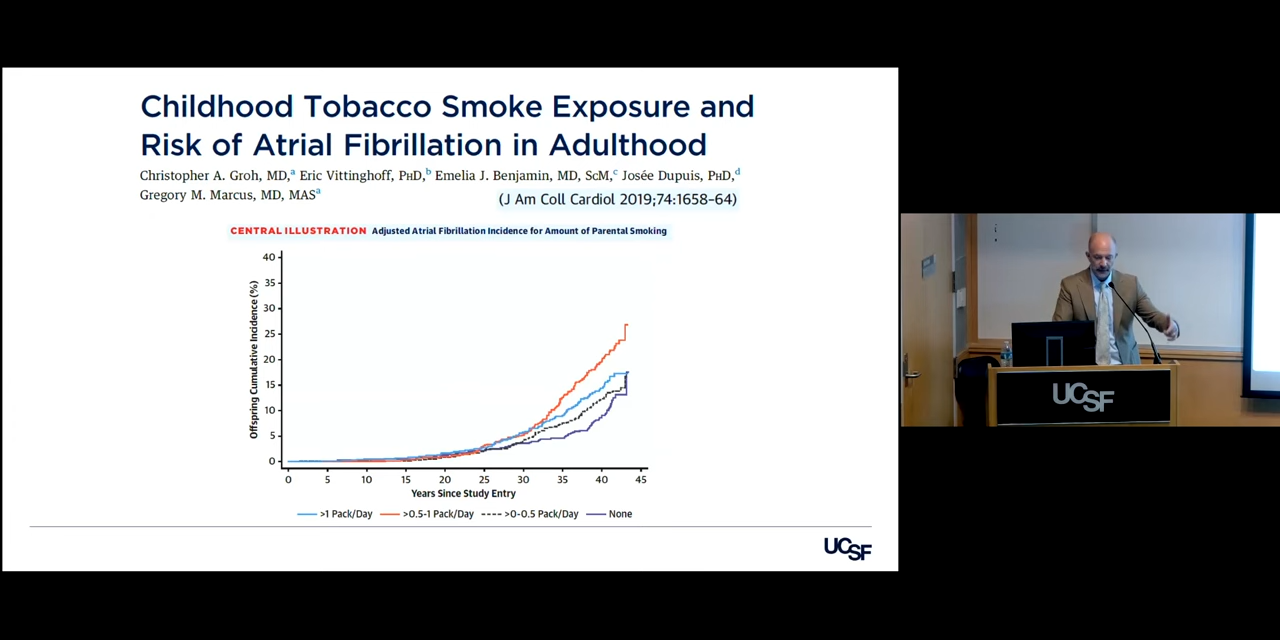 Childhood Tobacco Smoke Exposure and
Risk of Atrial Fibrillation in Adulthood
Christopher A. Groh, MD,ᵃ Eric Vittinghoff, PhD,ᵇ Emelia J. Benjamin, MD, ScM,ᶜ Josée Dupuis, PhD,ᵈ
Gregory M. Marcus, MD, MASᵃ
(J Am Coll Cardiol 2019;74:1658–64)
CENTRAL ILLUSTRATION Adjusted Atrial Fibrillation Incidence for Amount of Parental Smoking
Offspring Cumulative Incidence (%)
40
35
30
25
20
15
10
5
0
0 5 10 15 20 25 30 35 40 45
Years Since Study Entry
>1 Pack/Day >0.5-1 Pack/Day >0-0.5 Pack/Day None
UCSF
UCSF